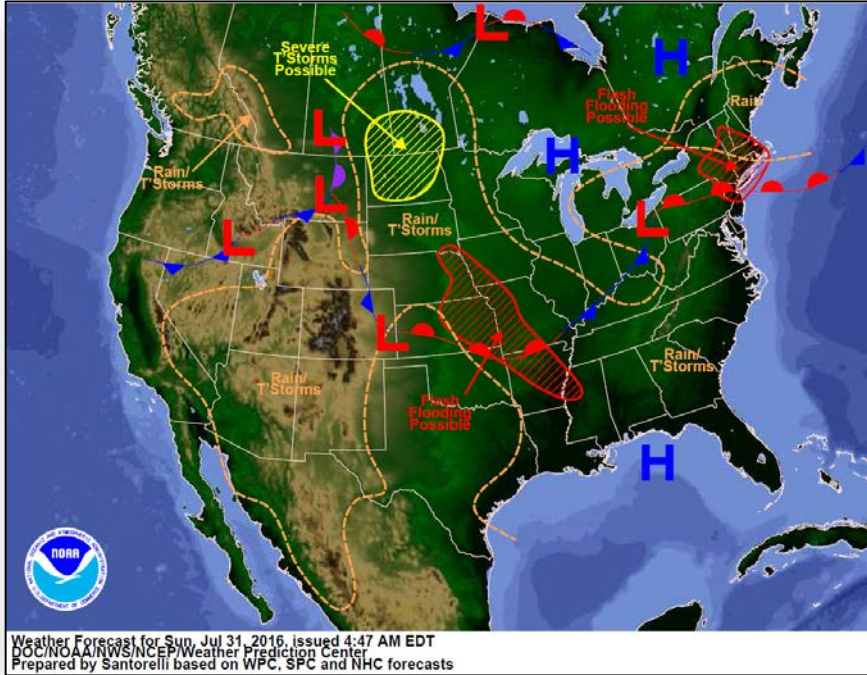 Severe
T'Storms
Possible
L
H
Flash
Flooding
Possible
Rain/
L
H
Rain/
T'Storms
L
L
Rain/
T'Storms
L
L
Rain/
T'Storms
Rain/
T'Storms
Flash
Flooding
Possible
H
NOAA
Weather Forecast for Sun, Jul 31, 2016, issued 4:47 AM EDT
DOC/NOAA/NWS/NCEP/Weather Prediction Center
Prepared by Santorelli based on WPC, SPC and NHC forecasts